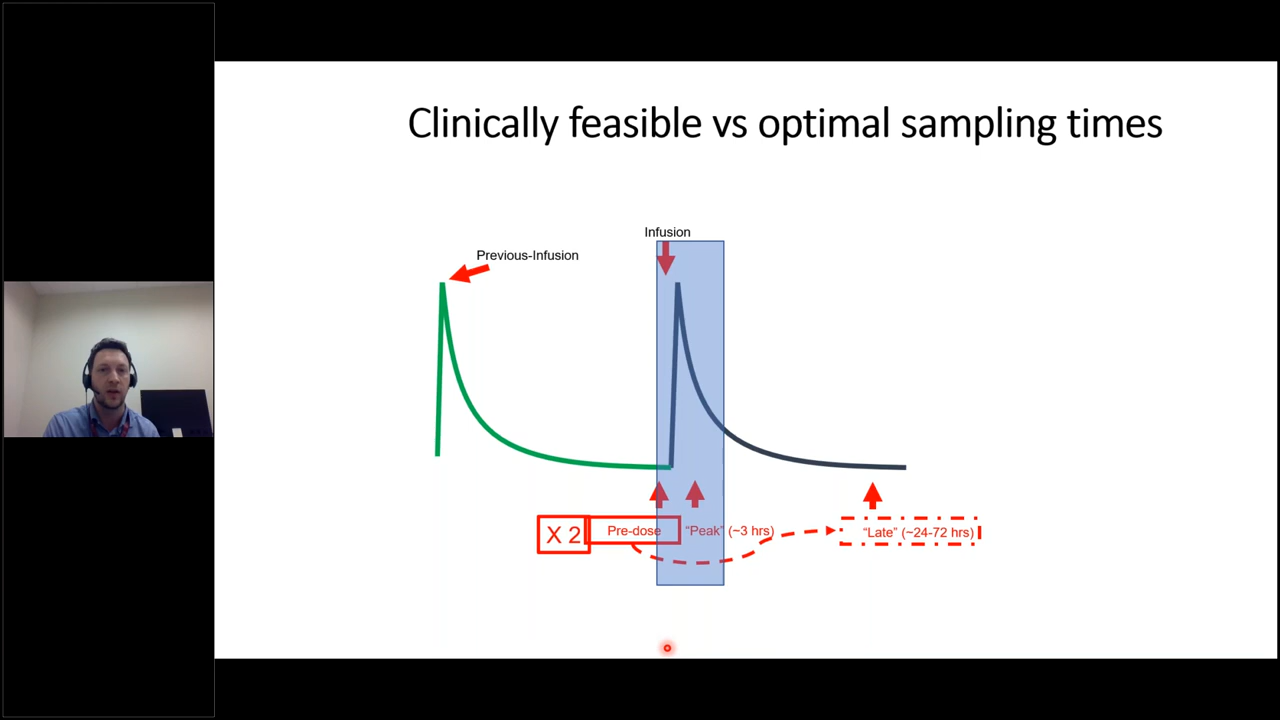 Clinically feasible vs optimal sampling times
Infusion
Previous-Infusion
X 2
Pre-dose
“Peak” (~3 hrs)
“Late” (~24-72 hrs)